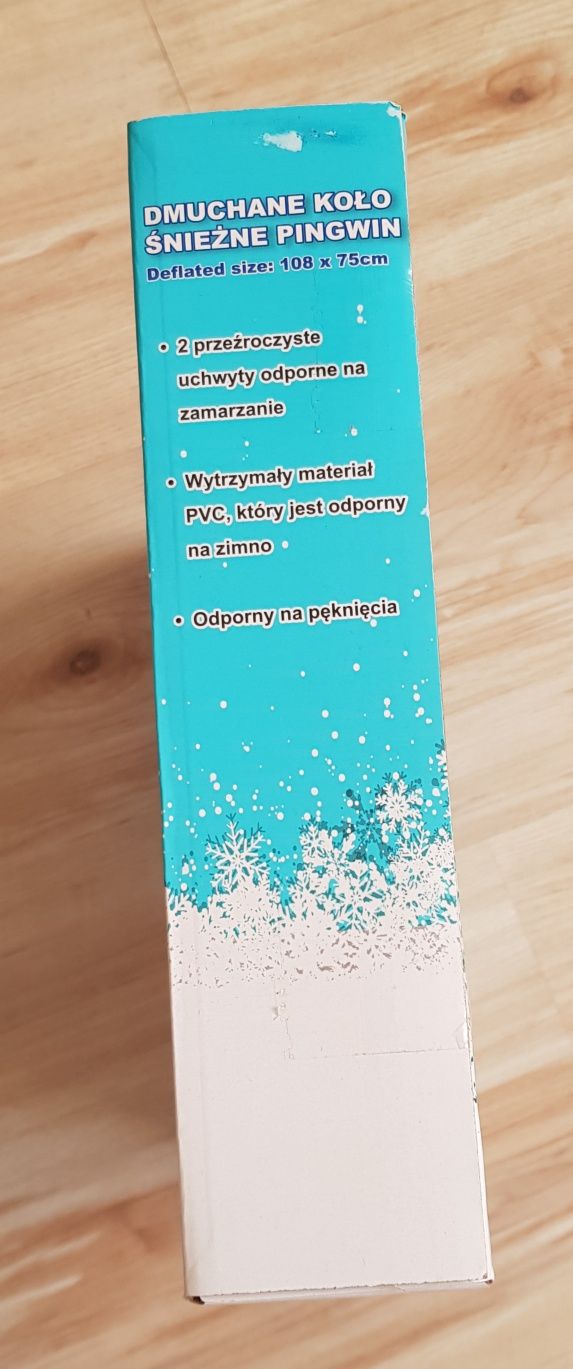 DMUCHANE KOŁO
ŚNIEŻNE PINGWIN
Deflated size: 108 x 75cm
• 2 przeźroczyste
uchwyty odporne na
zamarzanie
• Wytrzymały materiał
PVC, który jest odporny
na zimno
• Odporny na pęknięcia